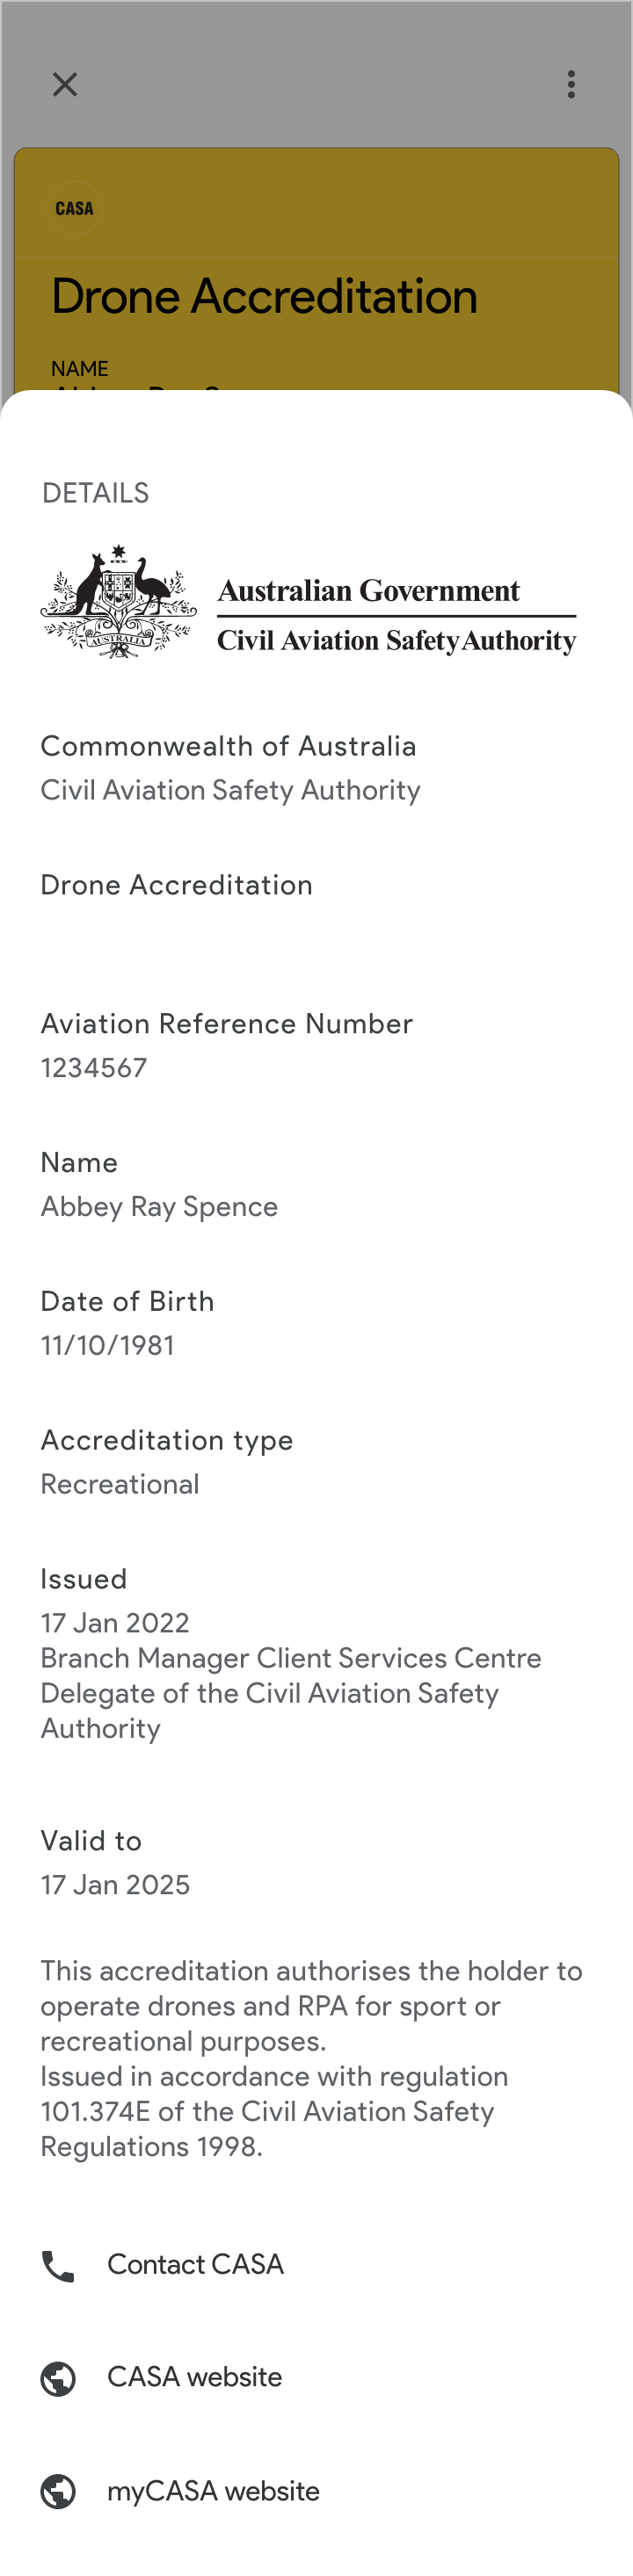 CASA
Drone Accreditation
NAME
DETAILS
AUSTRALIA
Australian Government
Civil Aviation Safety Authority
Commonwealth of Australia
Civil Aviation Safety Authority
Drone Accreditation
Aviation Reference Number
1234567
Name
Abbey Ray Spence
Date of Birth
11/10/1981
Accreditation type
Recreational
Issued
17 Jan 2022
Branch Manager Client Services Centre
Delegate of the Civil Aviation Safety
Authority
Valid to
17 Jan 2025
This accreditation authorises the holder to
operate drones and RPA for sport or
recreational purposes.
Issued in accordance with regulation
101.374E of the Civil Aviation Safety
Regulations 1998.
Contact CASA
CASA website
myCASA website